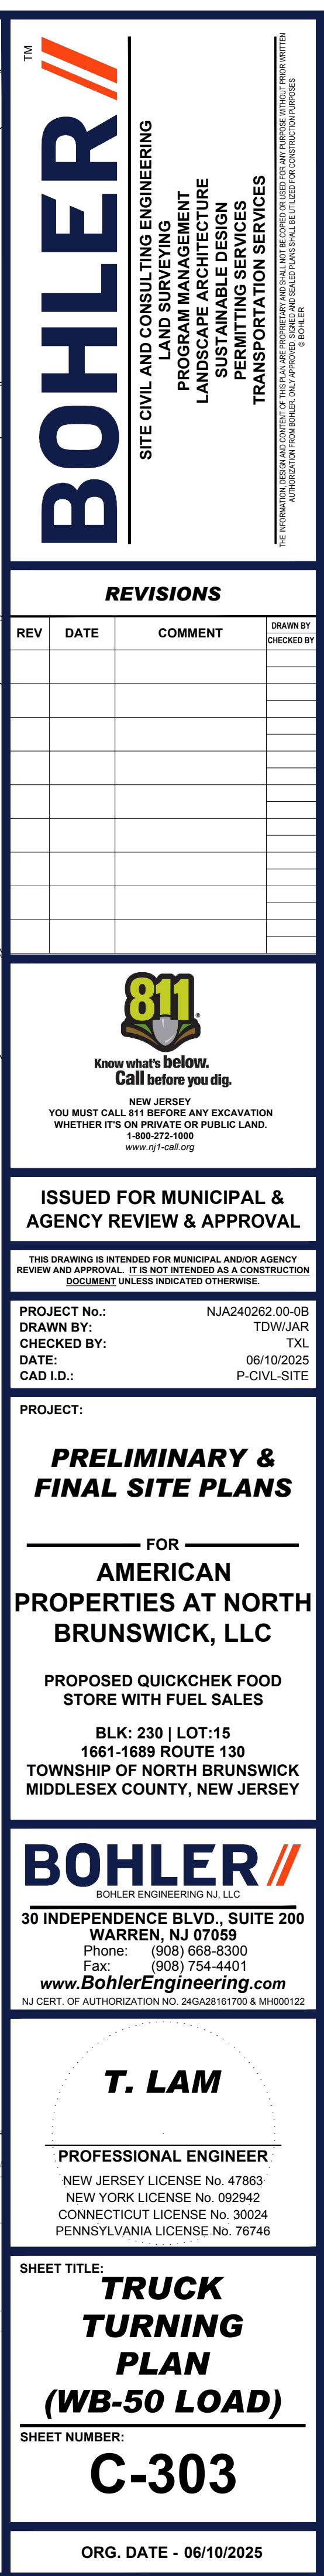 BOHLER // TM
SITE CIVIL AND CONSULTING ENGINEERING
LAND SURVEYING
PROGRAM MANAGEMENT
LANDSCAPE ARCHITECTURE
SUSTAINABLE DESIGN
PERMITTING SERVICES
TRANSPORTATION SERVICES
THE INFORMATION, DESIGN AND CONTENT OF THIS PLAN ARE PROPRIETARY AND SHALL NOT BE COPIED OR USED FOR ANY PURPOSE WITHOUT PRIOR WRITTEN
AUTHORIZATION FROM BOHLER. ONLY APPROVED, SIGNED AND SEALED PLANS SHALL BE UTILIZED FOR CONSTRUCTION PURPOSES
© BOHLER
REVISIONS
REV DATE COMMENT DRAWN BY
CHECKED BY
811®
Know what's below.
Call before you dig.
NEW JERSEY
YOU MUST CALL 811 BEFORE ANY EXCAVATION
WHETHER IT'S ON PRIVATE OR PUBLIC LAND.
1-800-272-1000
www.nj1-call.org
ISSUED FOR MUNICIPAL &
AGENCY REVIEW & APPROVAL
THIS DRAWING IS INTENDED FOR MUNICIPAL AND/OR AGENCY
REVIEW AND APPROVAL. IT IS NOT INTENDED AS A CONSTRUCTION
DOCUMENT UNLESS INDICATED OTHERWISE.
PROJECT No.: NJA240262.00-0B
DRAWN BY: TDW/JAR
CHECKED BY: TXL
DATE: 06/10/2025
CAD I.D.: P-CIVL-SITE
PROJECT:
PRELIMINARY &
FINAL SITE PLANS
FOR
AMERICAN
PROPERTIES AT NORTH
BRUNSWICK, LLC
PROPOSED QUICKCHEK FOOD
STORE WITH FUEL SALES
BLK: 230 | LOT:15
1661-1689 ROUTE 130
TOWNSHIP OF NORTH BRUNSWICK
MIDDLESEX COUNTY, NEW JERSEY
BOHLER //
BOHLER ENGINEERING NJ, LLC
30 INDEPENDENCE BLVD., SUITE 200
WARREN, NJ 07059
Phone: (908) 668-8300
Fax: (908) 754-4401
www.BohlerEngineering.com
NJ CERT. OF AUTHORIZATION NO. 24GA28161700 & MH000122
T. LAM
PROFESSIONAL ENGINEER
NEW JERSEY LICENSE No. 47863
NEW YORK LICENSE No. 092942
CONNECTICUT LICENSE No. 30024
PENNSYLVANIA LICENSE No. 76746
SHEET TITLE:
TRUCK
TURNING
PLAN
(WB-50 LOAD)
SHEET NUMBER:
C-303
ORG. DATE - 06/10/2025